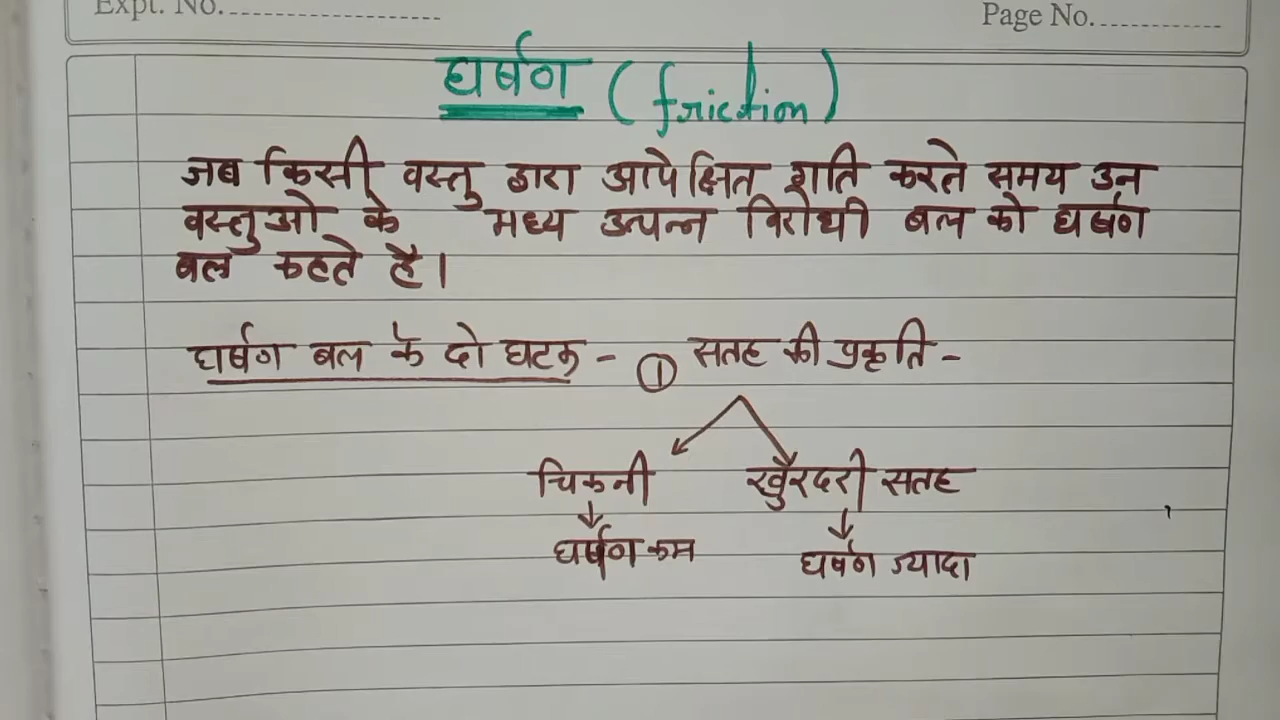 Expt. No.
Page No.
घर्षण (friction)
जब किसी वस्तु द्वारा आपेक्षित गति करते समय उन
वस्तुओ के मध्य उत्पन्न विरोधी बल को घर्षण
बल कहते है।
घर्षण बल के दो घटक - ① सतह की प्रकृति -
चिकनी खुरदरी सतह
घर्षण कम घर्षण ज्यादा